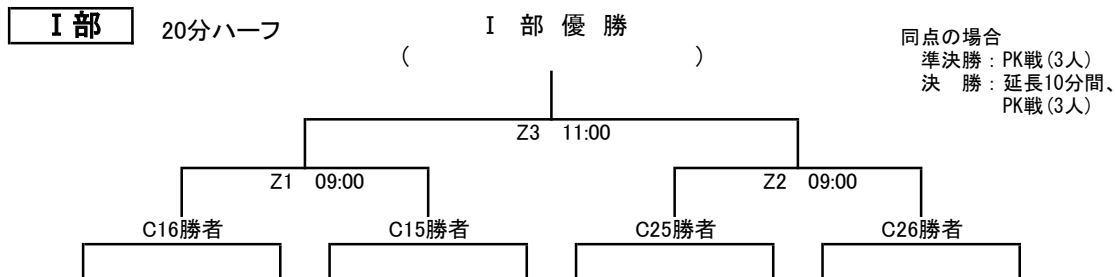 Ⅰ部 20分ハーフ
Ⅰ 部 優 勝
( )
同点の場合
準決勝:PK戦(3人)
決 勝:延長10分間、
PK戦(3人)
Z3 11:00
Z1 09:00
Z2 09:00
C16勝者
C15勝者
C25勝者
C26勝者